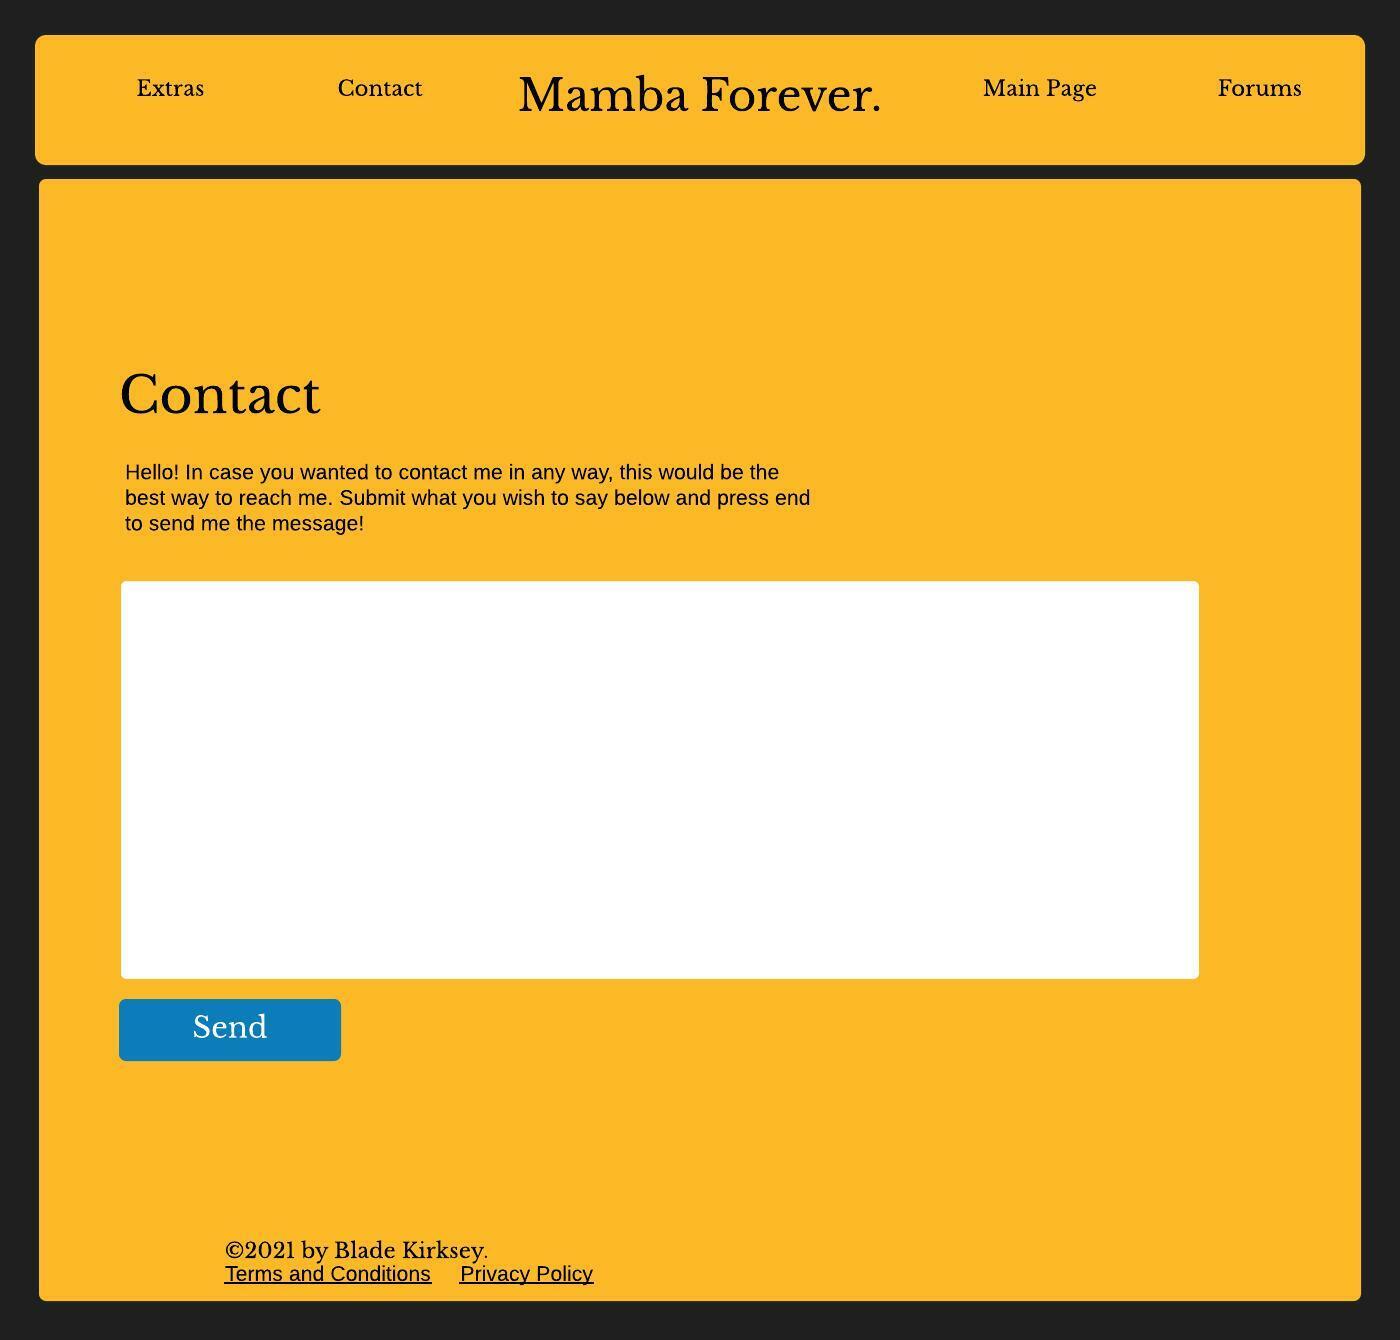 Extras
Contact
Mamba Forever.
Main Page
Forums
Contact
Hello! In case you wanted to contact me in any way, this would be the
best way to reach me. Submit what you wish to say below and press end
to send me the message!
Send
©2021 by Blade Kirksey.
Terms and Conditions
Privacy Policy